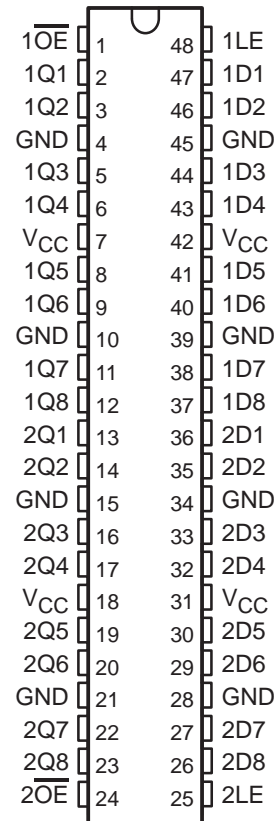 1O̅E̅ 1 48 1LE
1Q1 2 47 1D1
1Q2 3 46 1D2
GND 4 45 GND
1Q3 5 44 1D3
1Q4 6 43 1D4
VCC 7 42 VCC
1Q5 8 41 1D5
1Q6 9 40 1D6
GND 10 39 GND
1Q7 11 38 1D7
1Q8 12 37 1D8
2Q1 13 36 2D1
2Q2 14 35 2D2
GND 15 34 GND
2Q3 16 33 2D3
2Q4 17 32 2D4
VCC 18 31 VCC
2Q5 19 30 2D5
2Q6 20 29 2D6
GND 21 28 GND
2Q7 22 27 2D7
2Q8 23 26 2D8
2O̅E̅ 24 25 2LE